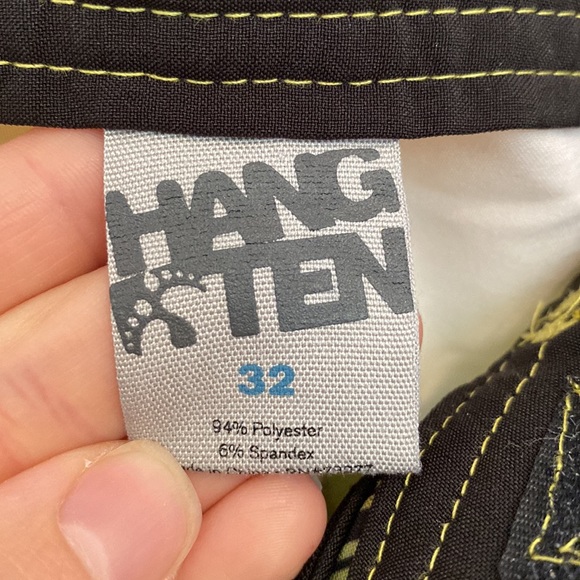 HANG
TEN
32
94% Polyester
6% Spandex